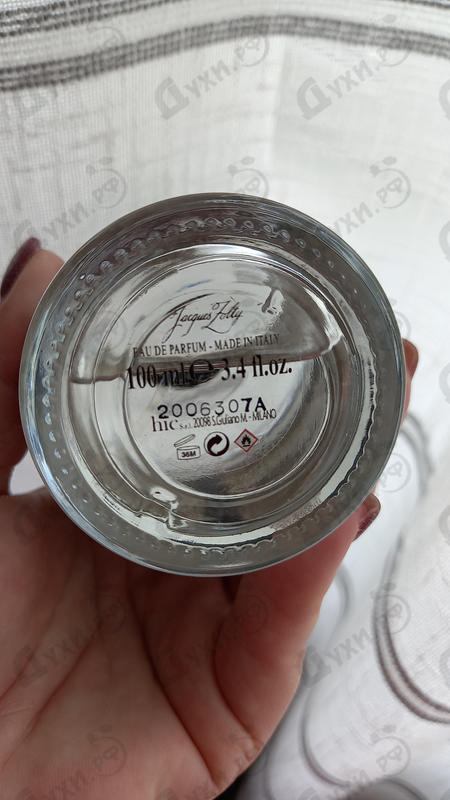 Jacques Zolty
EAU DE PARFUM - MADE IN ITALY
100 ml ℮ 3.4 fl.oz.
2006307A
hic s.r.l. 20098 S.Giuliano M. - MILANO
36M
Духи.РФ